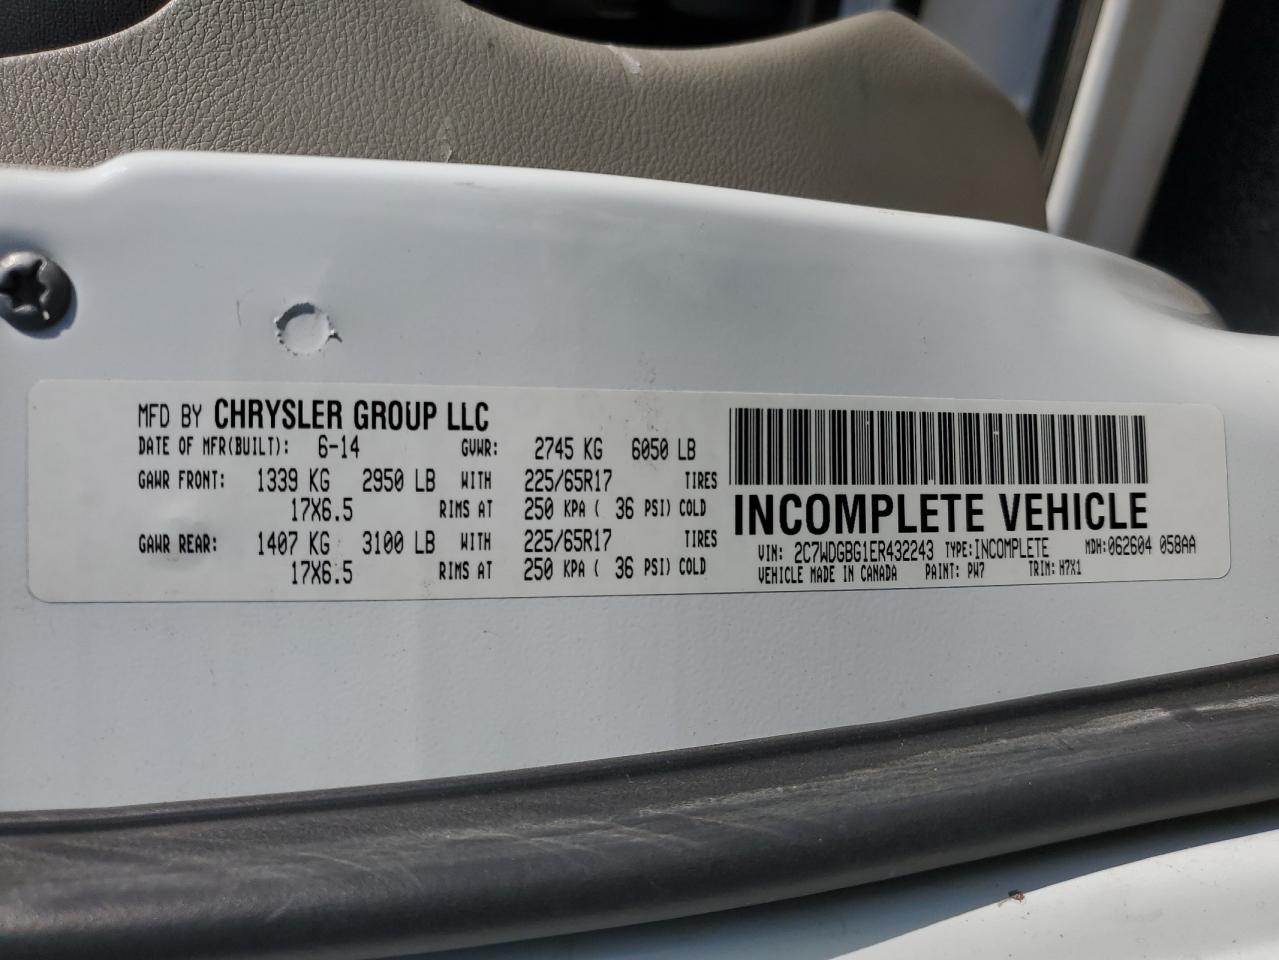 MFD BY CHRYSLER GROUP LLC
DATE OF MFR(BUILT): 6-14 GVWR: 2745 KG 6050 LB
GAWR FRONT: 1339 KG 2950 LB WITH 225/65R17 TIRES
17X6.5 RIMS AT 250 KPA ( 36 PSI) COLD
GAWR REAR: 1407 KG 3100 LB WITH 225/65R17 TIRES
17X6.5 RIMS AT 250 KPA ( 36 PSI) COLD
INCOMPLETE VEHICLE
VIN: 2C7WDGBG1ER432243 TYPE:INCOMPLETE MDH:062604 058AA
VEHICLE MADE IN CANADA PAINT: PW7 TRIM: H7X1